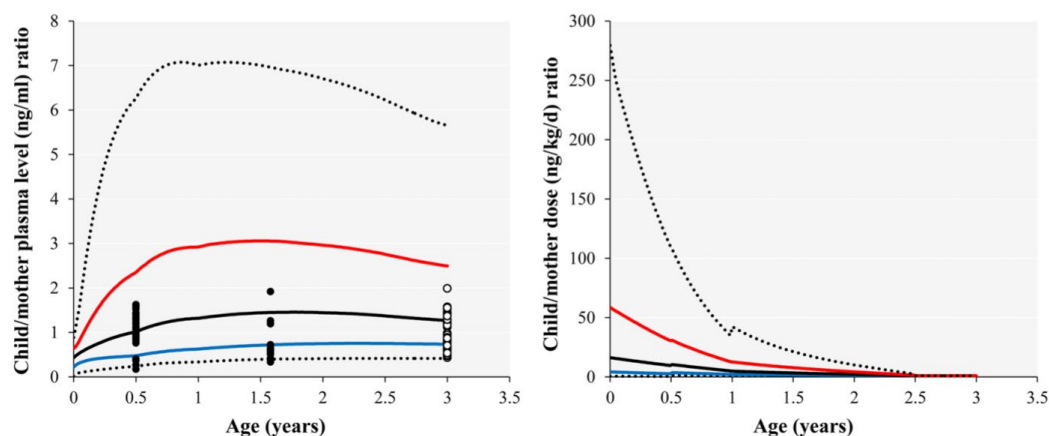 Child/mother plasma level (ng/ml) ratio
8
7
6
5
4
3
2
1
0
0 0.5 1 1.5 2 2.5 3 3.5
Age (years)
Child/mother dose (ng/kg/d) ratio
300
250
200
150
100
50
0
0 0.5 1 1.5 2 2.5 3 3.5
Age (years)